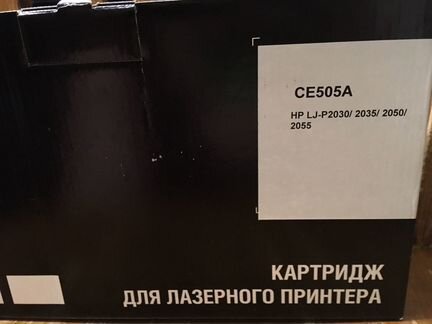 CE505A
HP LJ-P2030/ 2035/ 2050/
2055
КАРТРИДЖ
ДЛЯ ЛАЗЕРНОГО ПРИНТЕРА